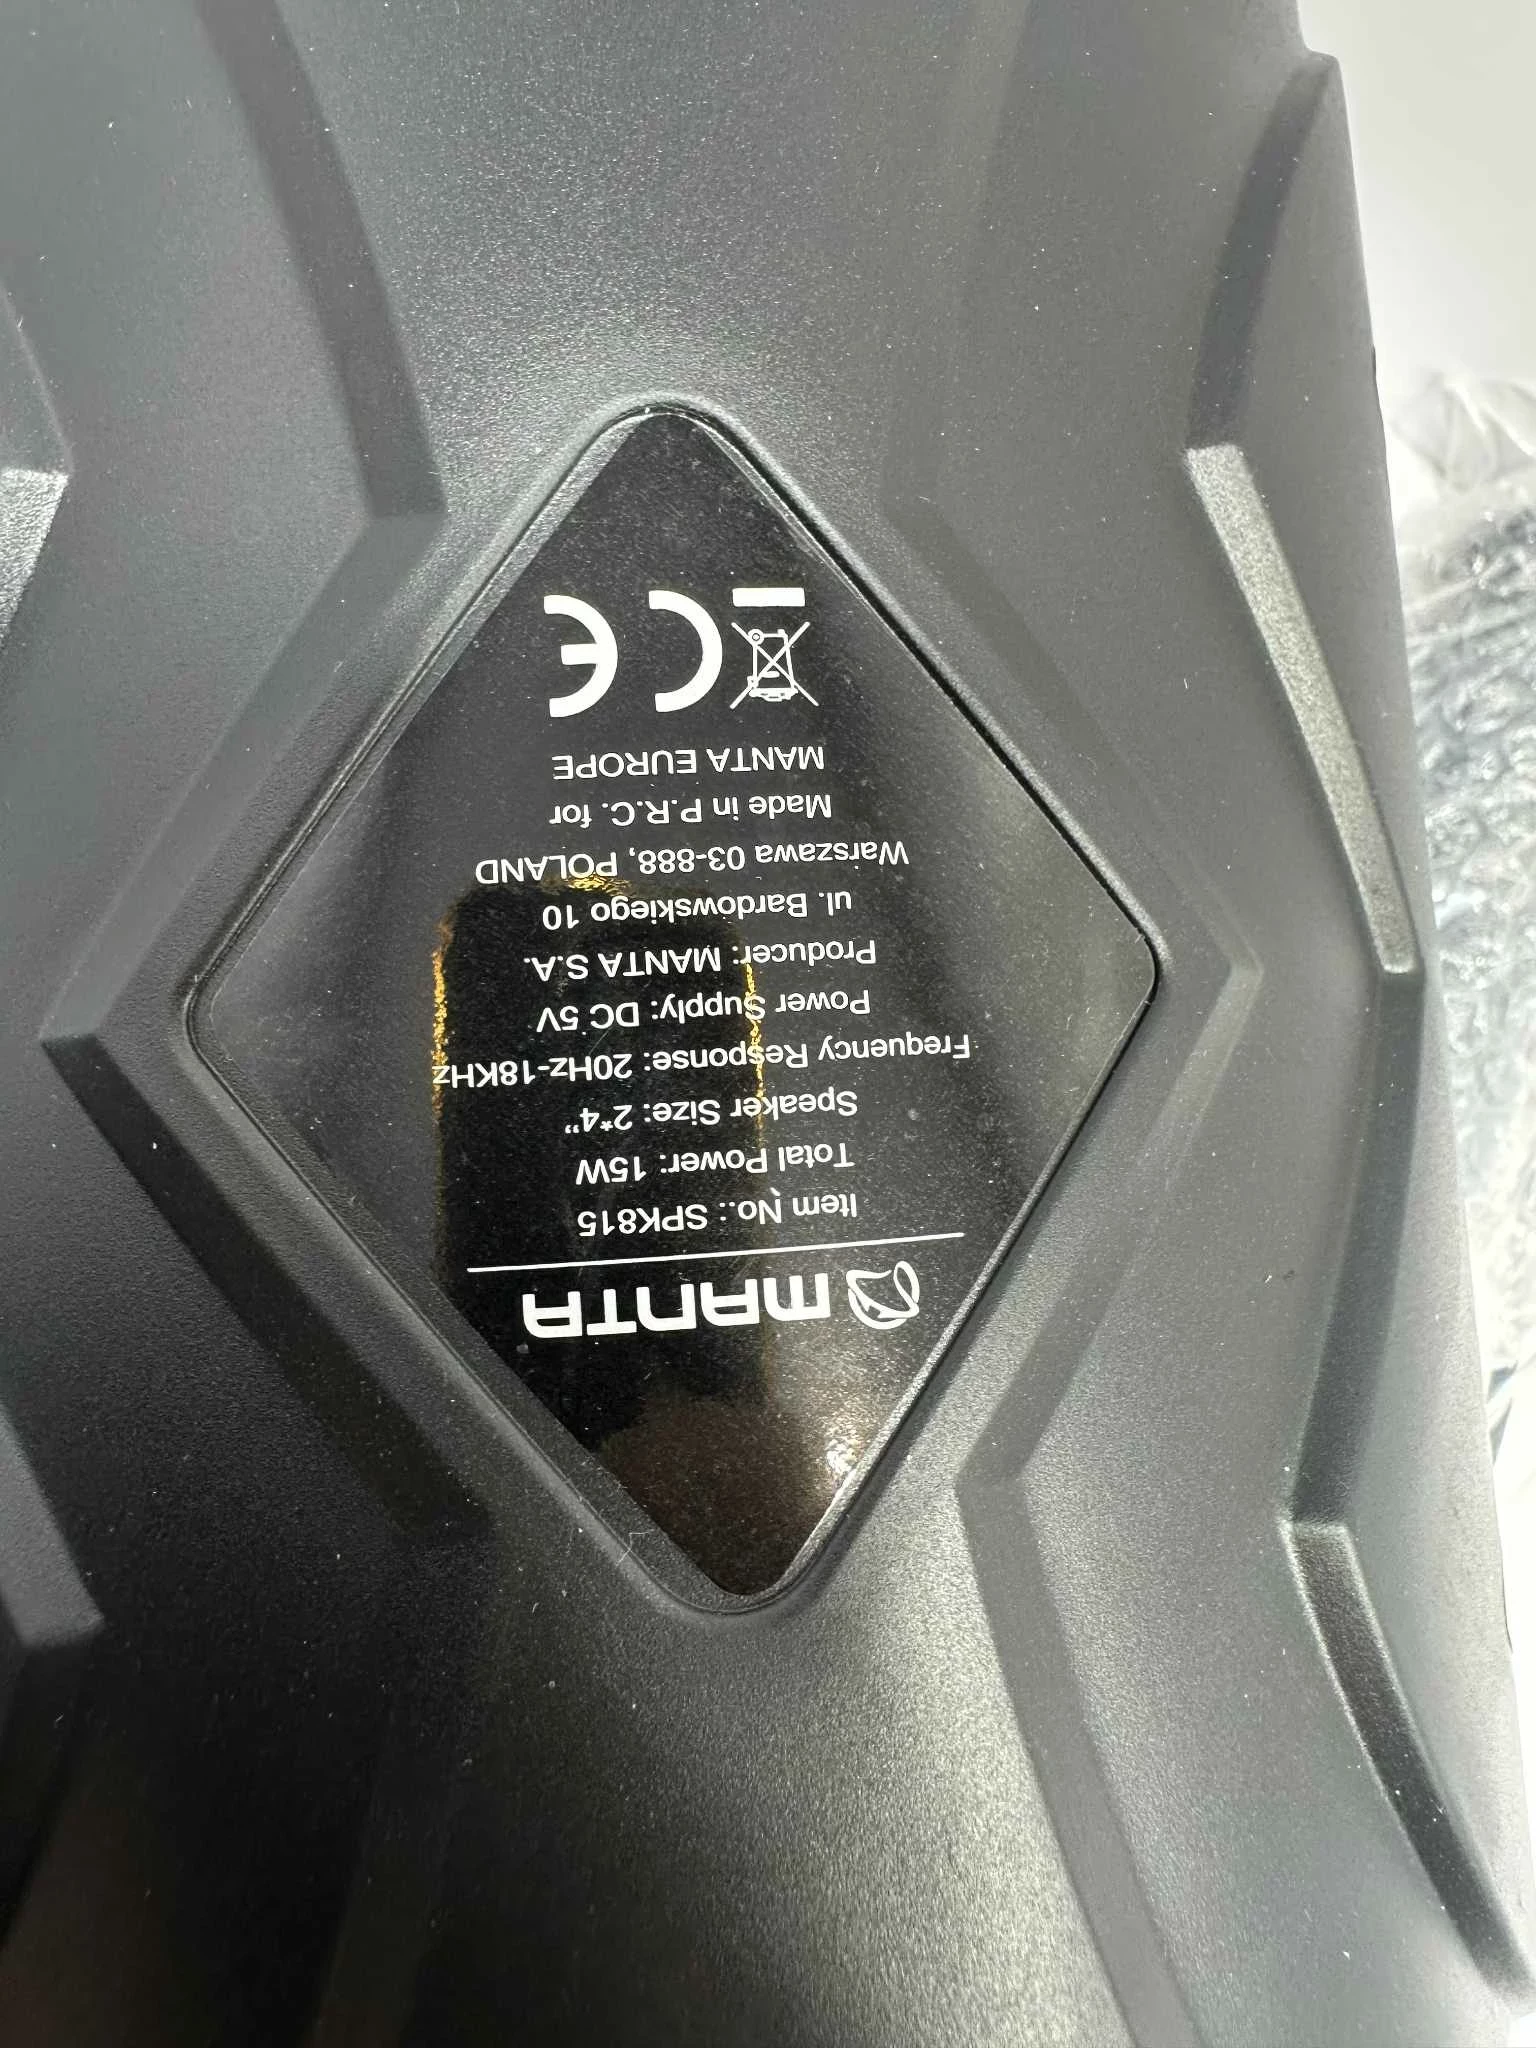 MANTA
Item No.: SPK815
Total Power: 15W
Speaker Size: 2*4”
Frequency Response: 20Hz-18KHz
Power Supply: DC 5V
Producer: MANTA S.A.
ul. Bardowskiego 10
Warszawa 03-888, POLAND
Made in P.R.C. for
MANTA EUROPE
CE